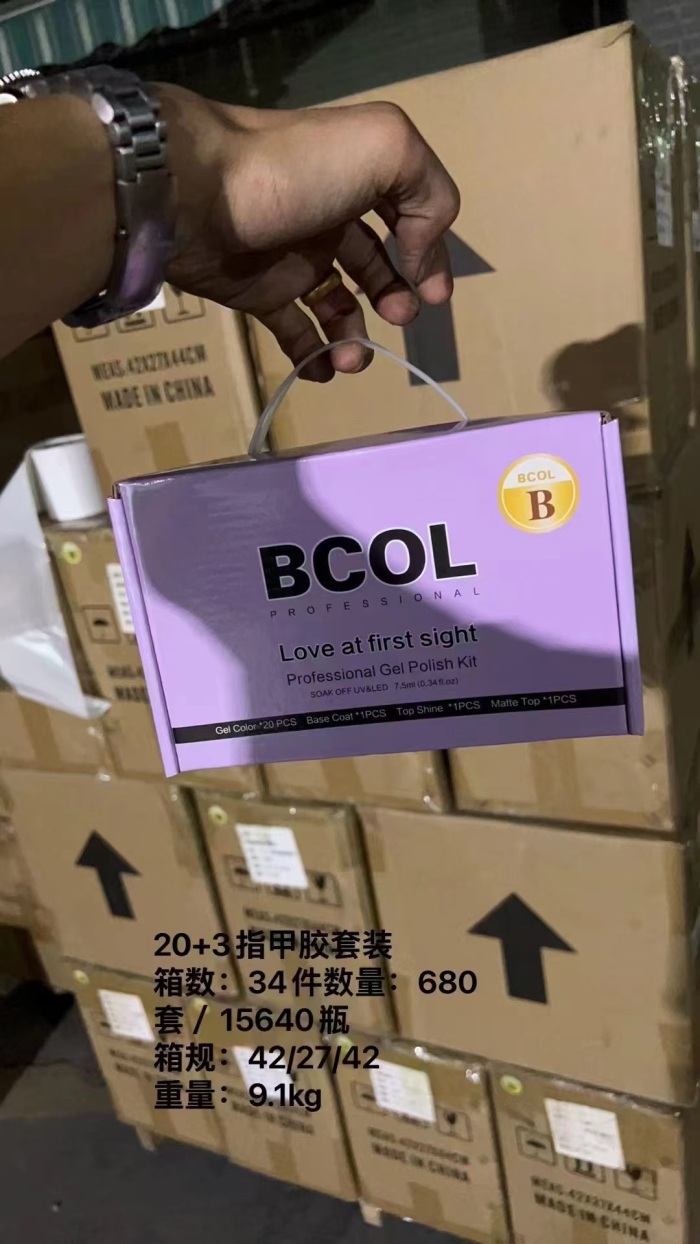 MEAS:42X27X44CM
MADE IN CHINA
BCOL
B
BCOL
PROFESSIONAL
Love at first sight
Professional Gel Polish Kit
SOAK OFF UV&LED 7.5ml (0.34fl.oz)
Gel Color *20 PCS Base Coat *1PCS Top Shine *1PCS Matte Top *1PCS
20+3指甲胶套装
箱数：34件数量：680
套 / 15640瓶
箱规：42/27/42
重量：9.1kg
MADE IN CHINA
MEAS:42X27X44CM
MADE IN CHINA